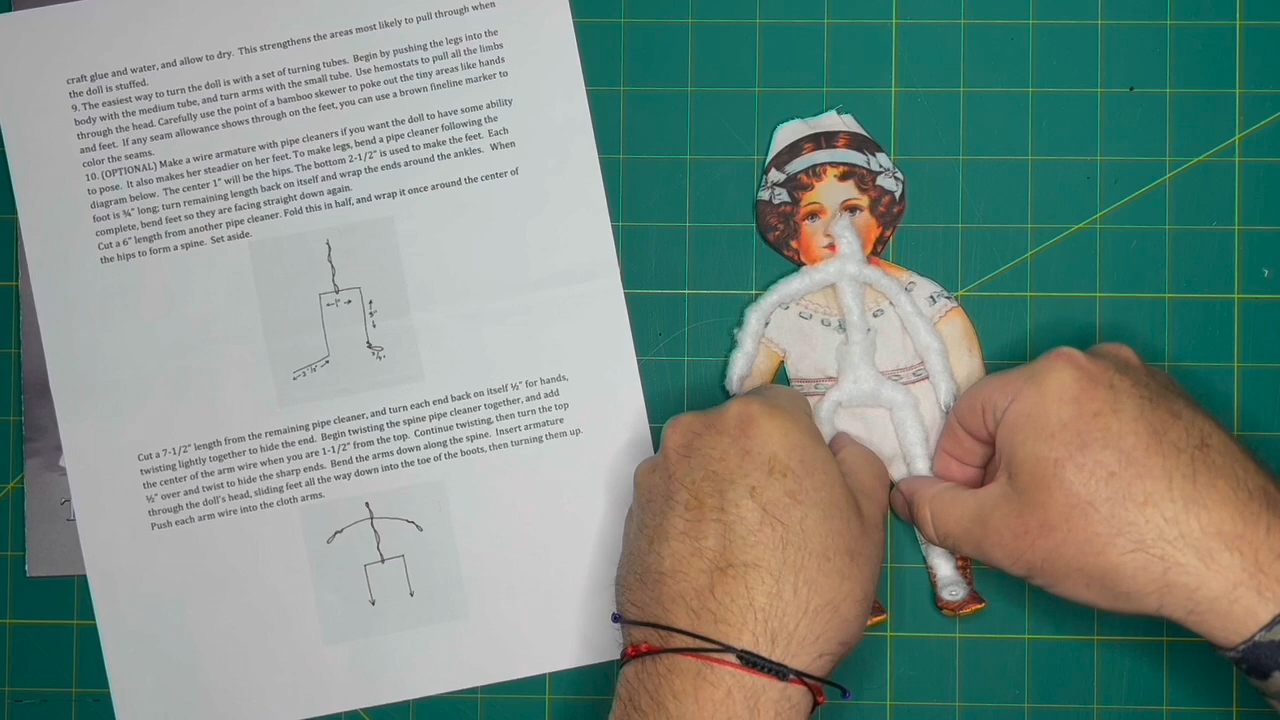 craft glue and water, and allow to dry. This strengthens the areas most likely to pull through when
the doll is stuffed.
9. The easiest way to turn the doll is with a set of turning tubes. Begin by pushing the legs into the
body with the medium tube, and turn arms with the small tube. Use hemostats to pull all the limbs
through the head. Carefully use the point of a bamboo skewer to poke out the tiny areas like hands
and feet. If any seam allowance shows through on the feet, you can use a brown fineline marker to
color the seams.
10. (OPTIONAL) Make a wire armature with pipe cleaners if you want the doll to have some ability
to pose. It also makes her steadier on her feet. To make legs, bend a pipe cleaner following the
diagram below. The center 1" will be the hips. The bottom 2-1/2" is used to make the feet. Each
foot is ¾" long; turn remaining length back on itself and wrap the ends around the ankles. When
complete, bend feet so they are facing straight down again.
Cut a 6" length from another pipe cleaner. Fold this in half, and wrap it once around the center of
the hips to form a spine. Set aside.
1"
2 ½"
Cut a 7-1/2" length from the remaining pipe cleaner, and turn each end back on itself ½" for hands,
twisting lightly together to hide the end. Begin twisting the spine pipe cleaner together, and add
the center of the arm wire when you are 1-1/2" from the top. Continue twisting, then turn the top
½" over and twist to hide the sharp ends. Bend the arms down along the spine. Insert armature
through the doll's head, sliding feet all the way down into the toe of the boots, then turning them up.
Push each arm wire into the cloth arms.